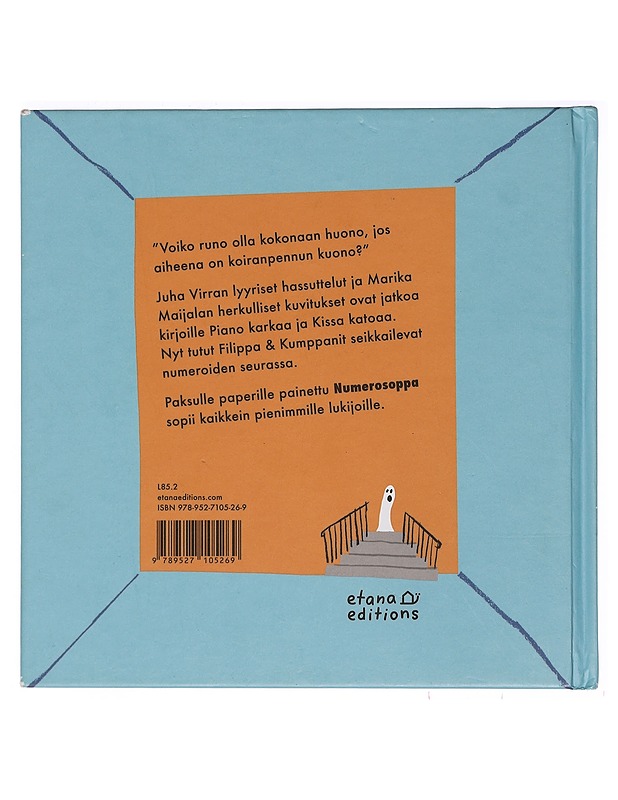 "Voiko runo olla kokonaan huono, jos
aiheena on koiranpennun kuono?"
Juha Virran lyyriset hassuttelut ja Marika
Maijalan herkulliset kuvitukset ovat jatkoa
kirjoille Piano karkaa ja Kissa katoaa.
Nyt tutut Filippa & Kumppanit seikkailevat
numeroiden seurassa.
Paksulle paperille painettu Numerosoppa
sopii kaikkein pienimmille lukijoille.
L85.2
etanaeditions.com
ISBN 978-952-7105-26-9
9 789527 105269
etana
editions